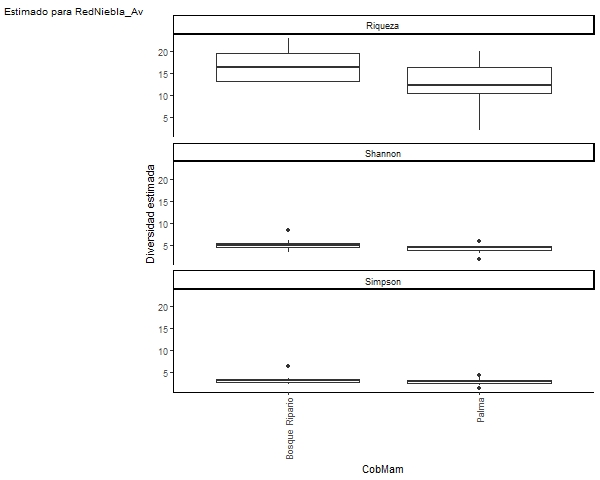 Estimado para RedNiebla_Av
Riqueza
20
15
10
5
Shannon
20
15
10
5
Simpson
20
15
10
5
Diversidad estimada
Bosque Ripario
Palma
CobMam